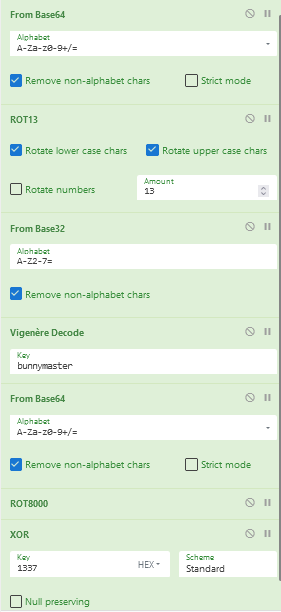 From Base64
Alphabet
A-Za-z0-9+/=
Remove non-alphabet chars Strict mode
ROT13
Rotate lower case chars Rotate upper case chars
Rotate numbers Amount
13
From Base32
Alphabet
A-Z2-7=
Remove non-alphabet chars
Vigenère Decode
Key
bunnymaster
From Base64
Alphabet
A-Za-z0-9+/=
Remove non-alphabet chars Strict mode
ROT8000
XOR
Key Scheme
1337 HEX Standard
Null preserving